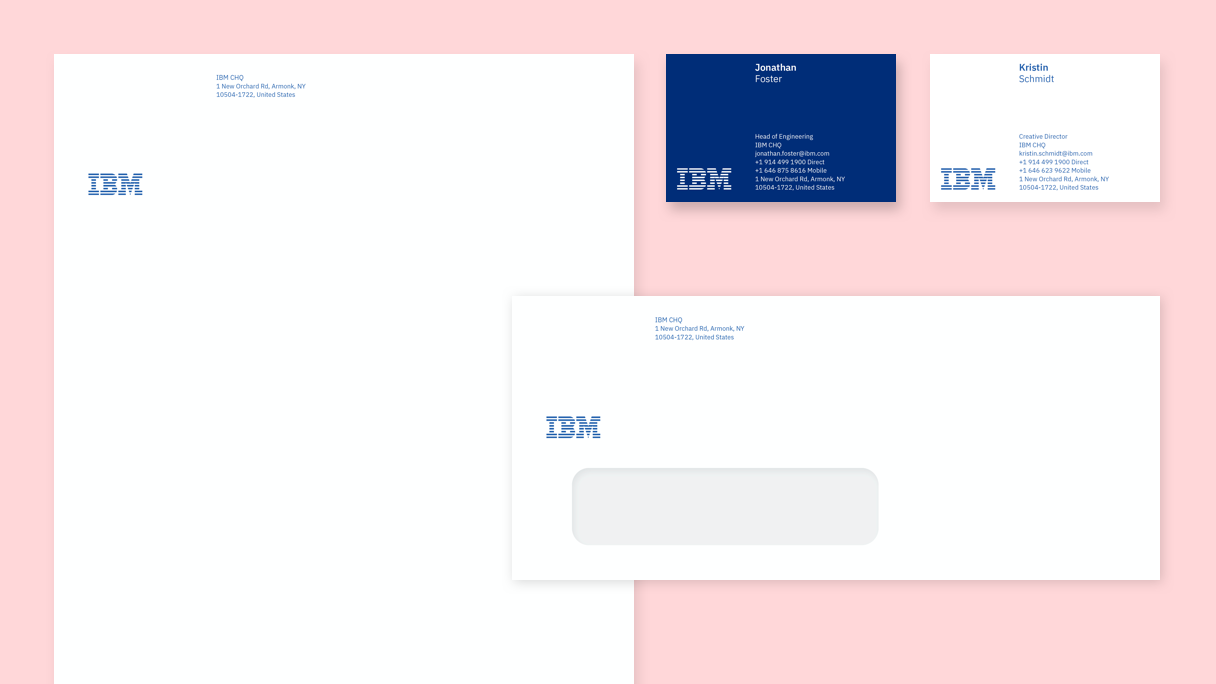 IBM CHQ
1 New Orchard Rd, Armonk, NY
10504-1722, United States
IBM
Jonathan
Foster
Head of Engineering
IBM CHQ
jonathan.foster@ibm.com
+1 914 499 1900 Direct
+1 646 875 8616 Mobile
1 New Orchard Rd, Armonk, NY
10504-1722, United States
IBM
Kristin
Schmidt
Creative Director
IBM CHQ
kristin.schmidt@ibm.com
+1 914 499 1900 Direct
+1 646 623 9622 Mobile
1 New Orchard Rd, Armonk, NY
10504-1722, United States
IBM
IBM CHQ
1 New Orchard Rd, Armonk, NY
10504-1722, United States
IBM